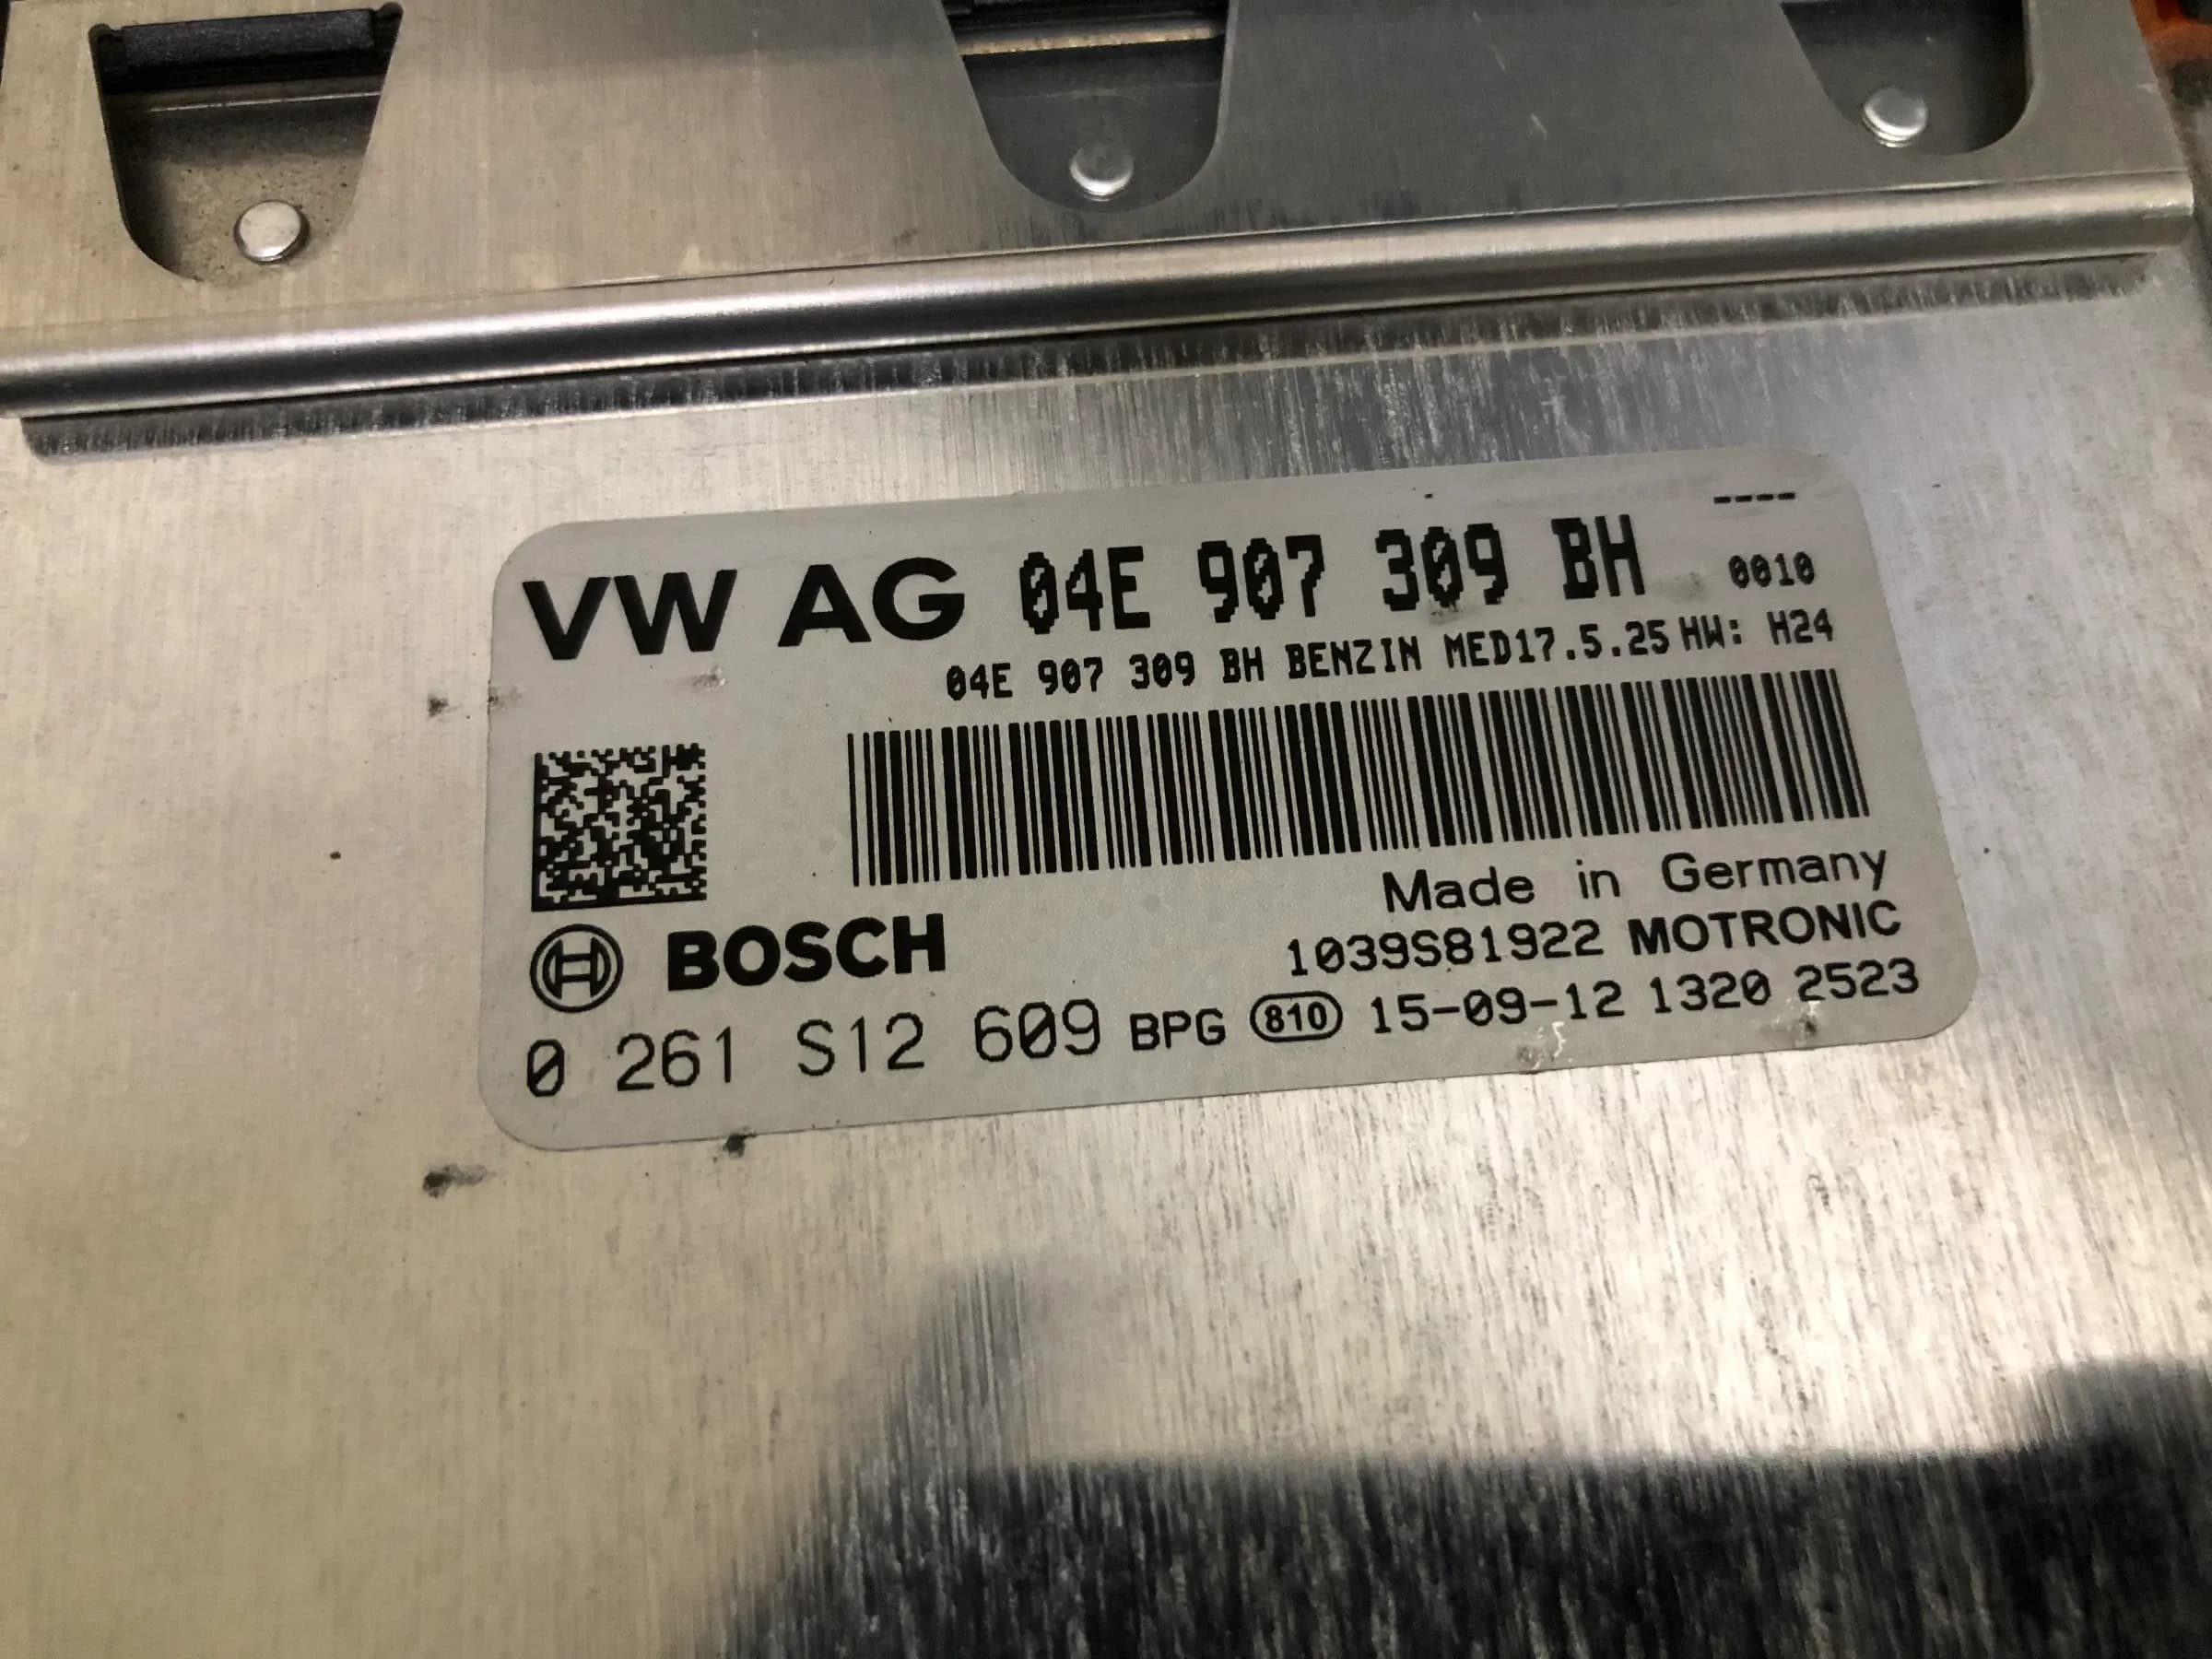 ----
VW AG 04E 907 309 BH 0010
04E 907 309 BH BENZIN MED17.5.25 HW: H24
Made in Germany
BOSCH 1039S81922 MOTRONIC
0 261 S12 609 BPG 810 15-09-12 1320 2523